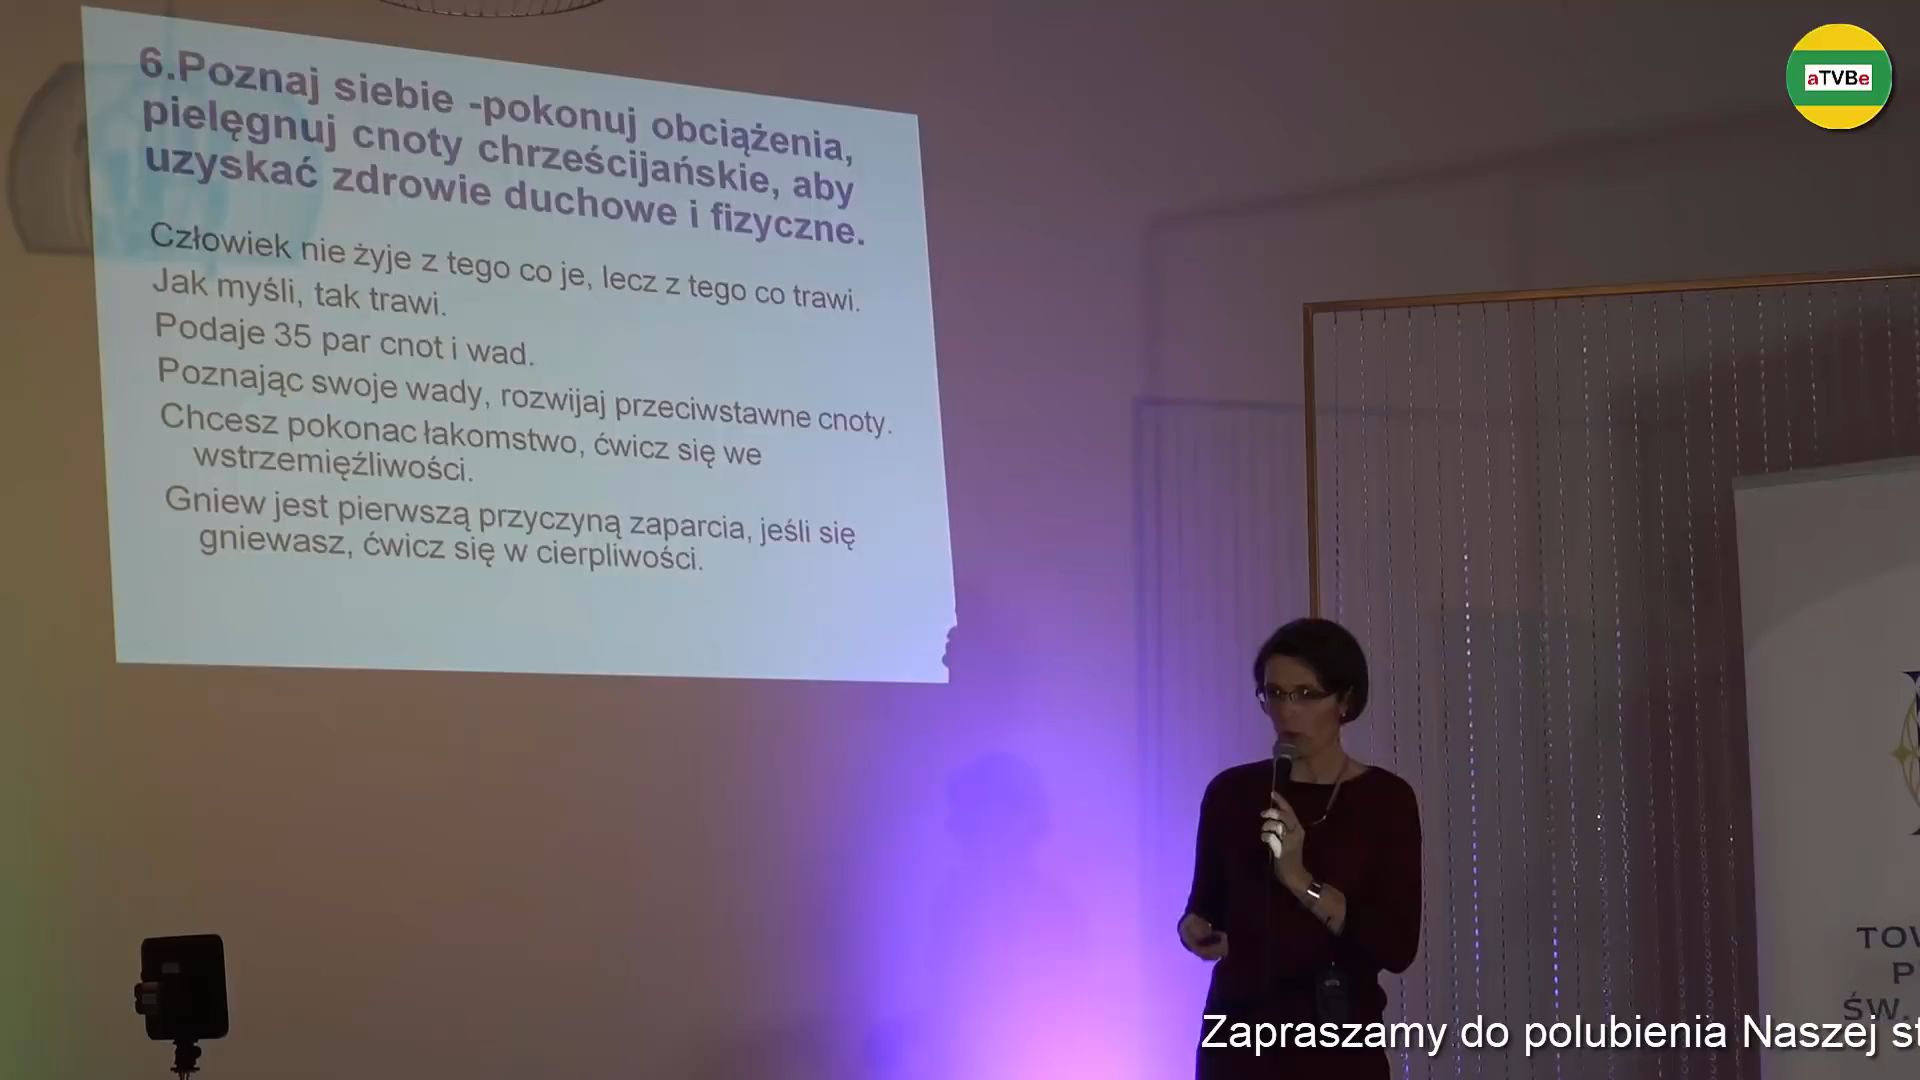 6.Poznaj siebie -pokonuj obciążenia,
pielęgnuj cnoty chrześcijańskie, aby
uzyskać zdrowie duchowe i fizyczne.
Człowiek nie żyje z tego co je, lecz z tego co trawi.
Jak myśli, tak trawi.
Podaje 35 par cnot i wad.
Poznając swoje wady, rozwijaj przeciwstawne cnoty.
Chcesz pokonac łakomstwo, ćwicz się we
wstrzemięźliwości.
Gniew jest pierwszą przyczyną zaparcia, jeśli się
gniewasz, ćwicz się w cierpliwości.
aTVBe
TOW
P
ŚW.
Zapraszamy do polubienia Naszej st